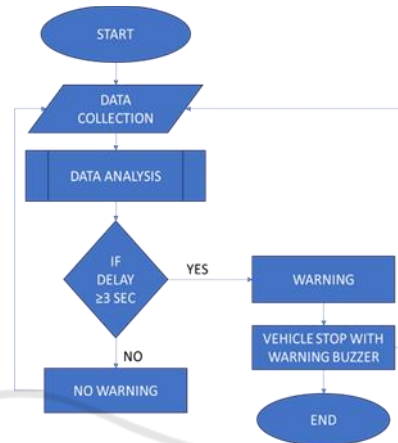 START
DATA
COLLECTION
DATA ANALYSIS
IF
DELAY
≥3 SEC
YES
WARNING
NO
VEHICLE STOP WITH
WARNING BUZZER
NO WARNING
END